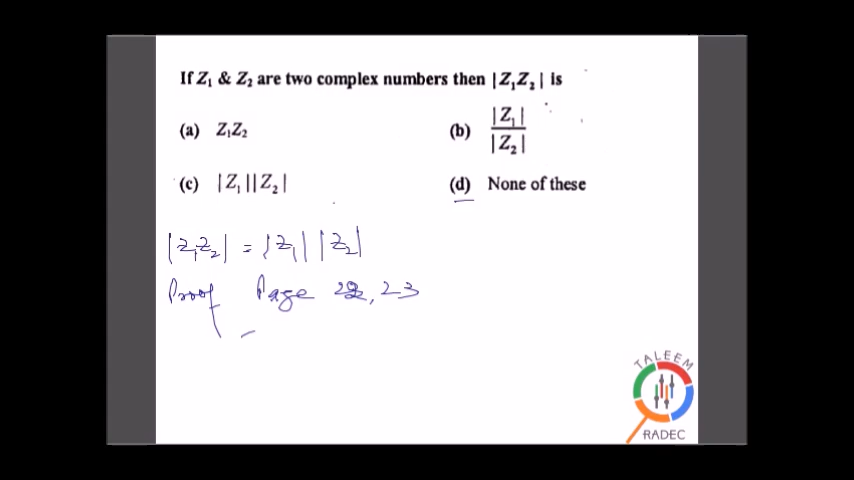 If Z₁ & Z₂ are two complex numbers then |Z₁Z₂| is
(a) Z₁Z₂
(b) |Z₁| / |Z₂|
(c) |Z₁||Z₂|
(d) None of these
|Z₁Z₂| = |Z₁| |Z₂|
Proof Page 22, 23
TALEEM
RADEC